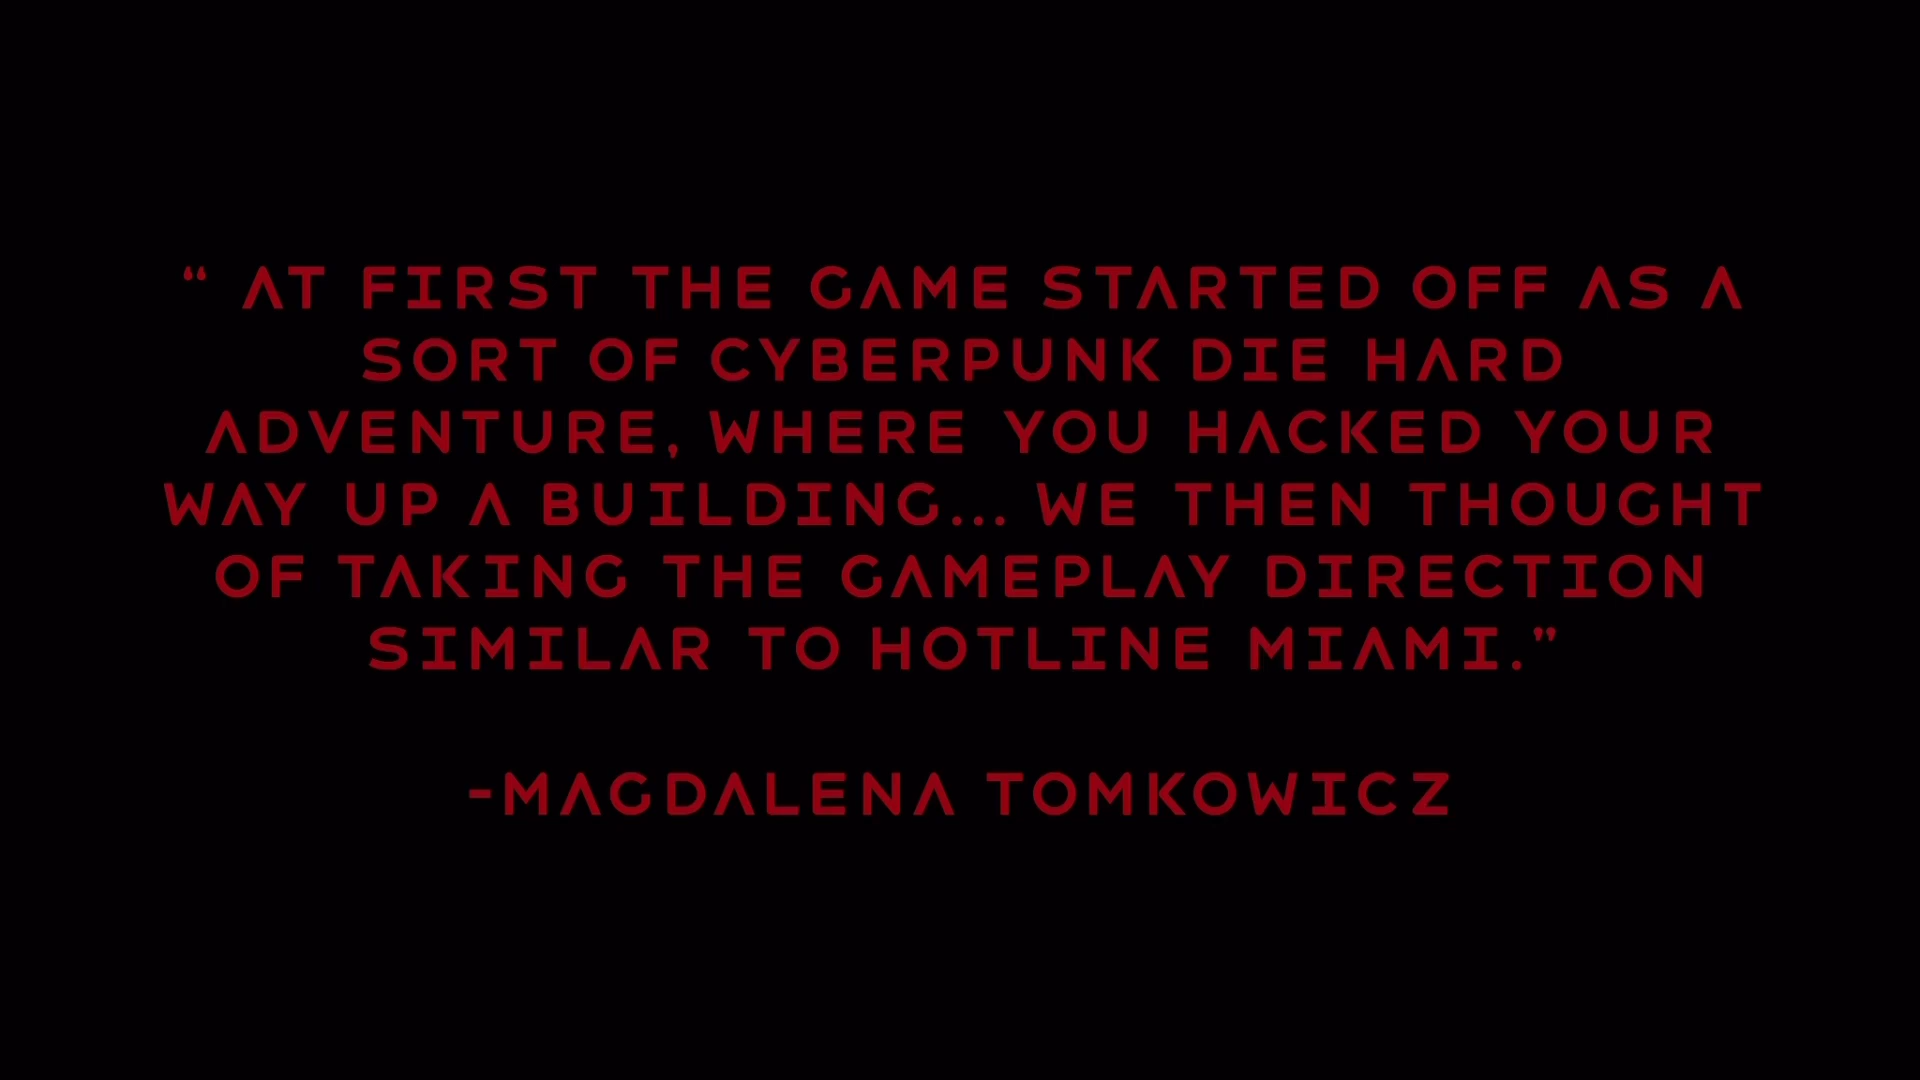 “ AT FIRST THE GAME STARTED OFF AS A
SORT OF CYBERPUNK DIE HARD
ADVENTURE, WHERE YOU HACKED YOUR
WAY UP A BUILDING... WE THEN THOUGHT
OF TAKING THE GAMEPLAY DIRECTION
SIMILAR TO HOTLINE MIAMI.”
-MAGDALENA TOMKOWICZ